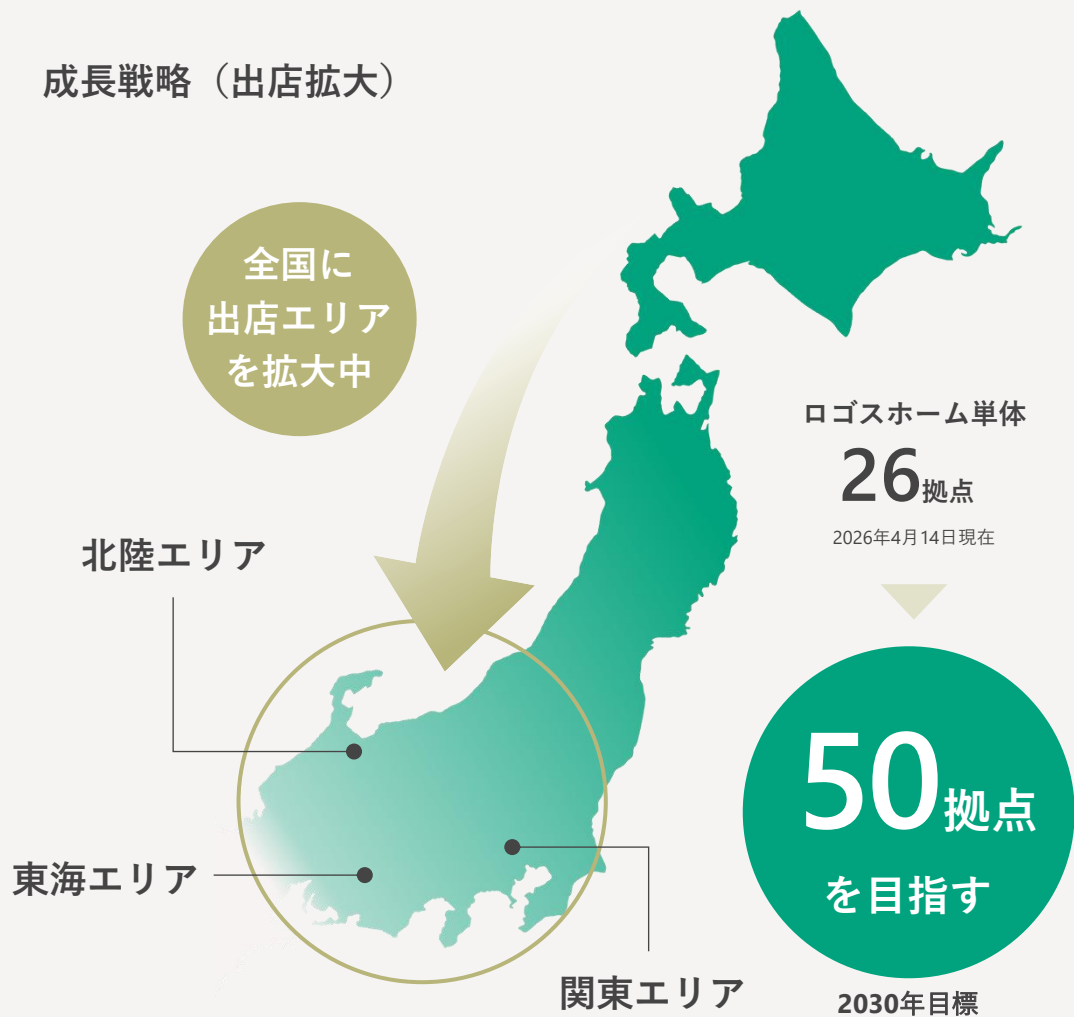 成長戦略（出店拡大）
全国に
出店エリア
を拡大中
ロゴスホーム単体
26拠点
2026年4月14日現在
北陸エリア
50拠点
を目指す
東海エリア
関東エリア
2030年目標